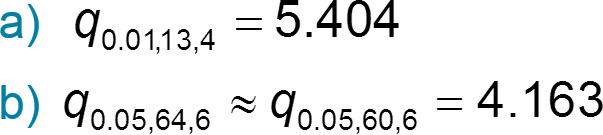 a) q0.01,13,4 = 5.404
b) q0.05,64,6 ≈ q0.05,60,6 = 4.163